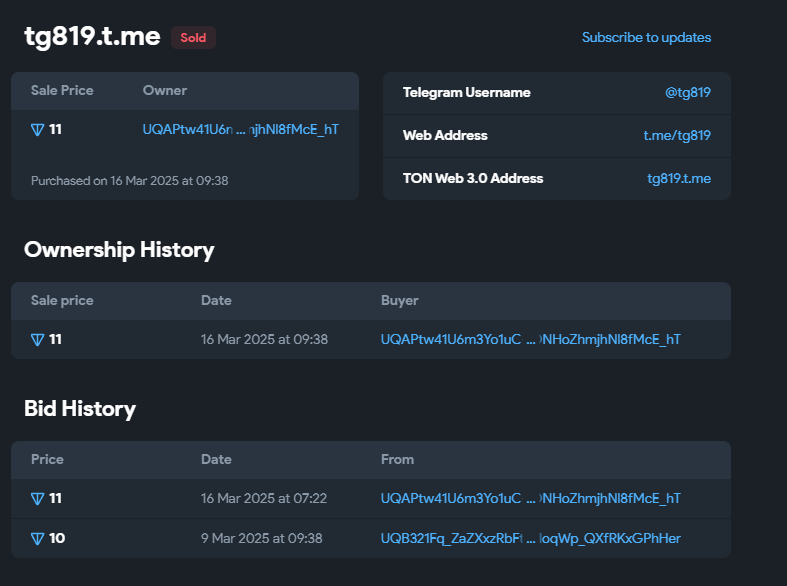 tg819.t.me Sold
Subscribe to updates
Sale Price Owner
11 UQAPtw41U6n ... njhNl8fMcE_hT
Purchased on 16 Mar 2025 at 09:38
Telegram Username @tg819
Web Address t.me/tg819
TON Web 3.0 Address tg819.t.me
Ownership History
Sale price Date Buyer
11 16 Mar 2025 at 09:38 UQAPtw41U6m3Yo1uC ... NHoZhmjhNl8fMcE_hT
Bid History
Price Date From
11 16 Mar 2025 at 07:22 UQAPtw41U6m3Yo1uC ... NHoZhmjhNl8fMcE_hT
10 9 Mar 2025 at 09:38 UQB321Fq_ZaZXxzRbF ... oqWp_QXfRKxGPhHer